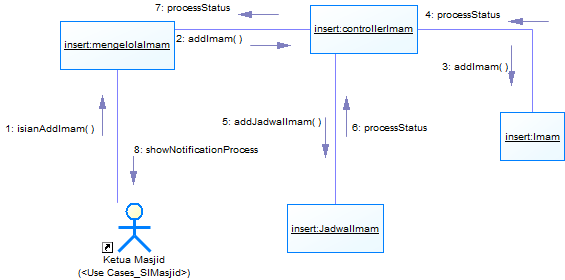 7: processStatus
4: processStatus
insert:mengelolaImam
2: addImam( )
insert:controllerImam
3: addImam( )
1: isianAddImam( )
5: addJadwalImam( )
6: processStatus
insert:Imam
8: showNotificationProcess
insert:JadwalImam
Ketua Masjid
(<Use Cases_SIMasjid>)